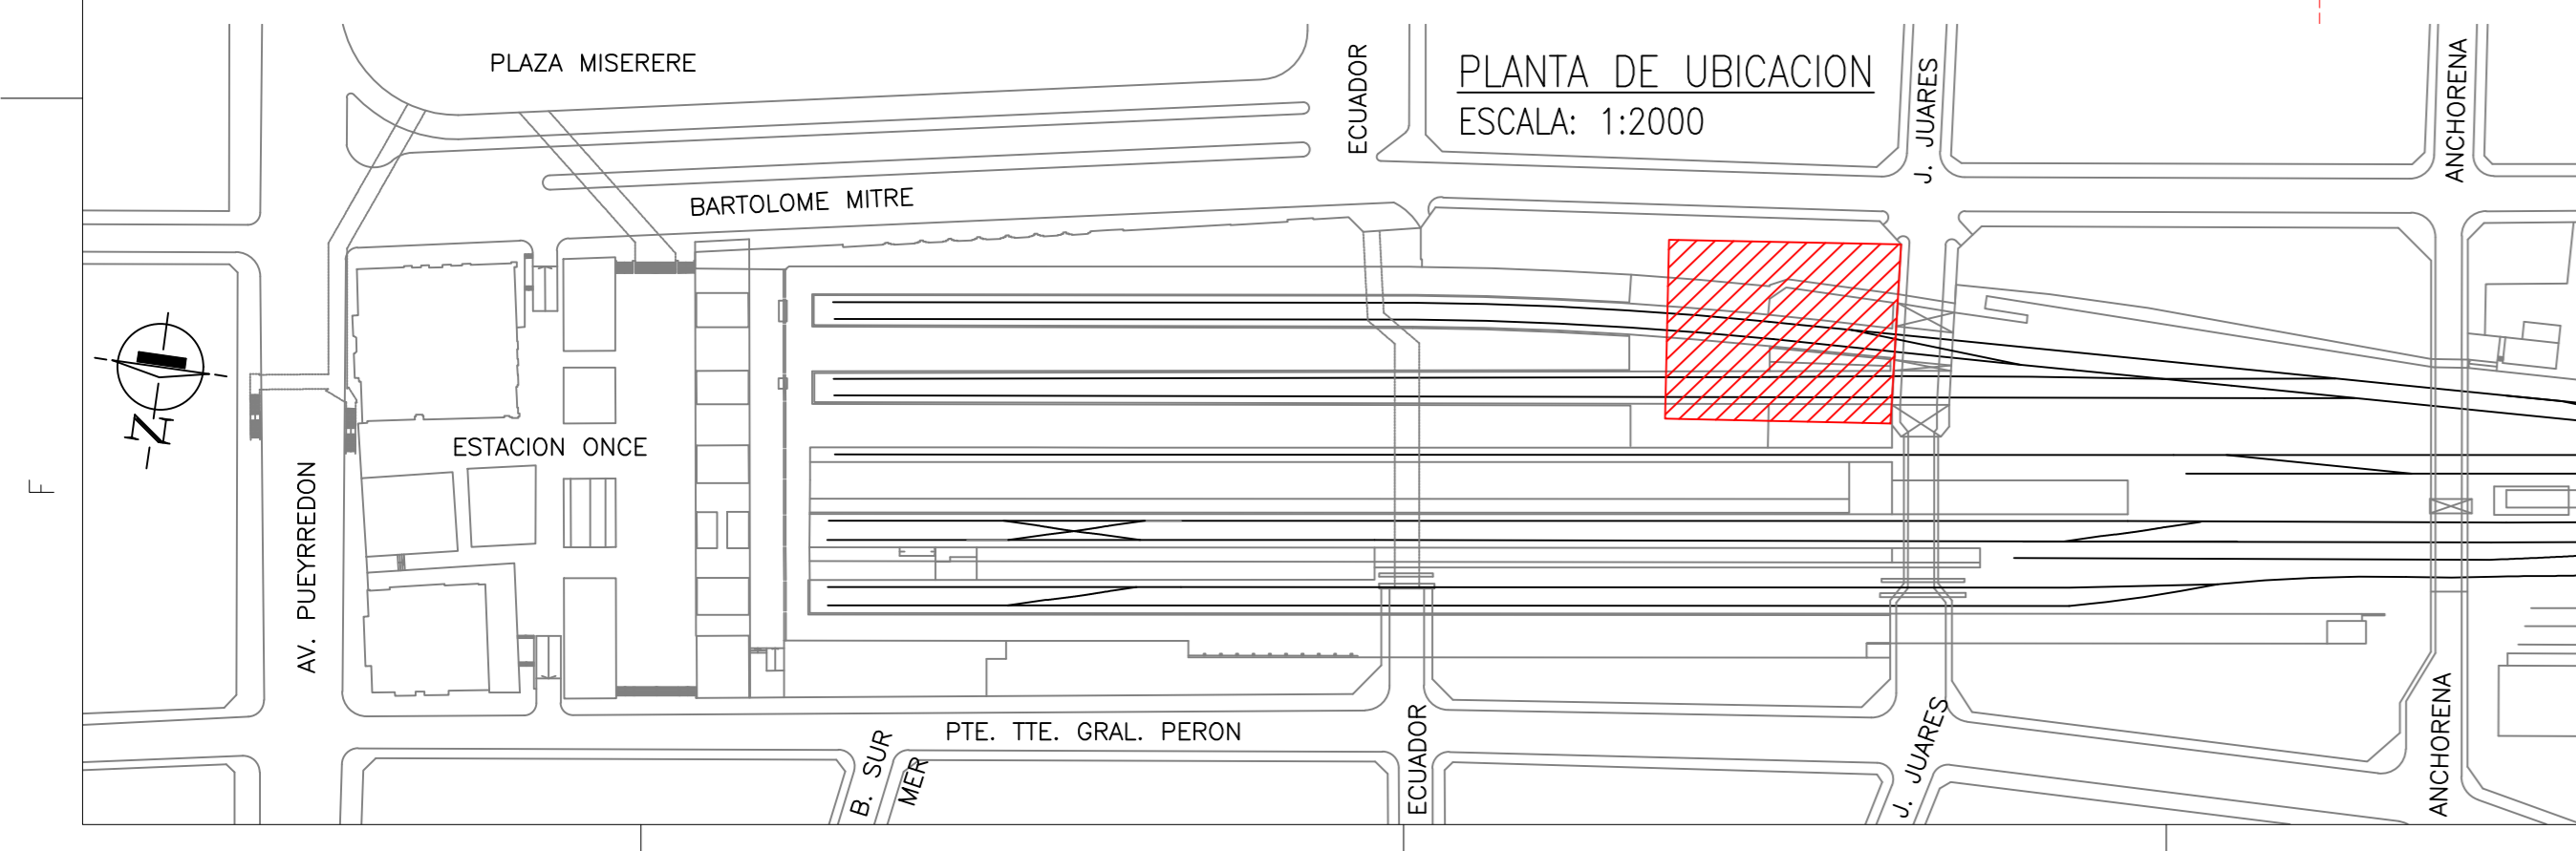 PLAZA MISERERE
ECUADOR
PLANTA DE UBICACION
ESCALA: 1:2000
J. JUARES
ANCHORENA
BARTOLOME MITRE
N
ESTACION ONCE
AV. PUEYRREDON
F
PTE. TTE. GRAL. PERON
B. SUR
MER
ECUADOR
J. JUARES
ANCHORENA